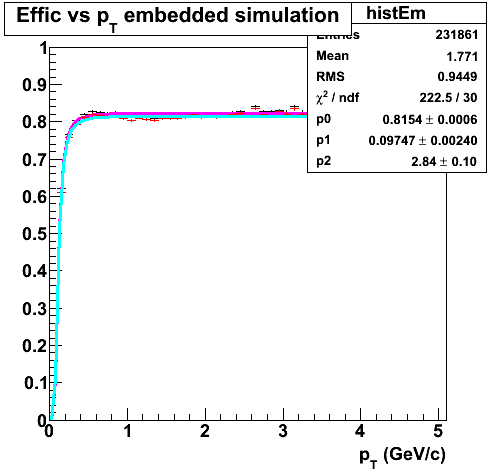 Effic vs pT embedded simulation
histEm
Entries 231861
Mean 1.771
RMS 0.9449
χ2 / ndf 222.5 / 30
p0 0.8154 ± 0.0006
p1 0.09747 ± 0.00240
p2 2.84 ± 0.10
1
0.9
0.8
0.7
0.6
0.5
0.4
0.3
0.2
0.1
0
0 1 2 3 4 5
pT (GeV/c)